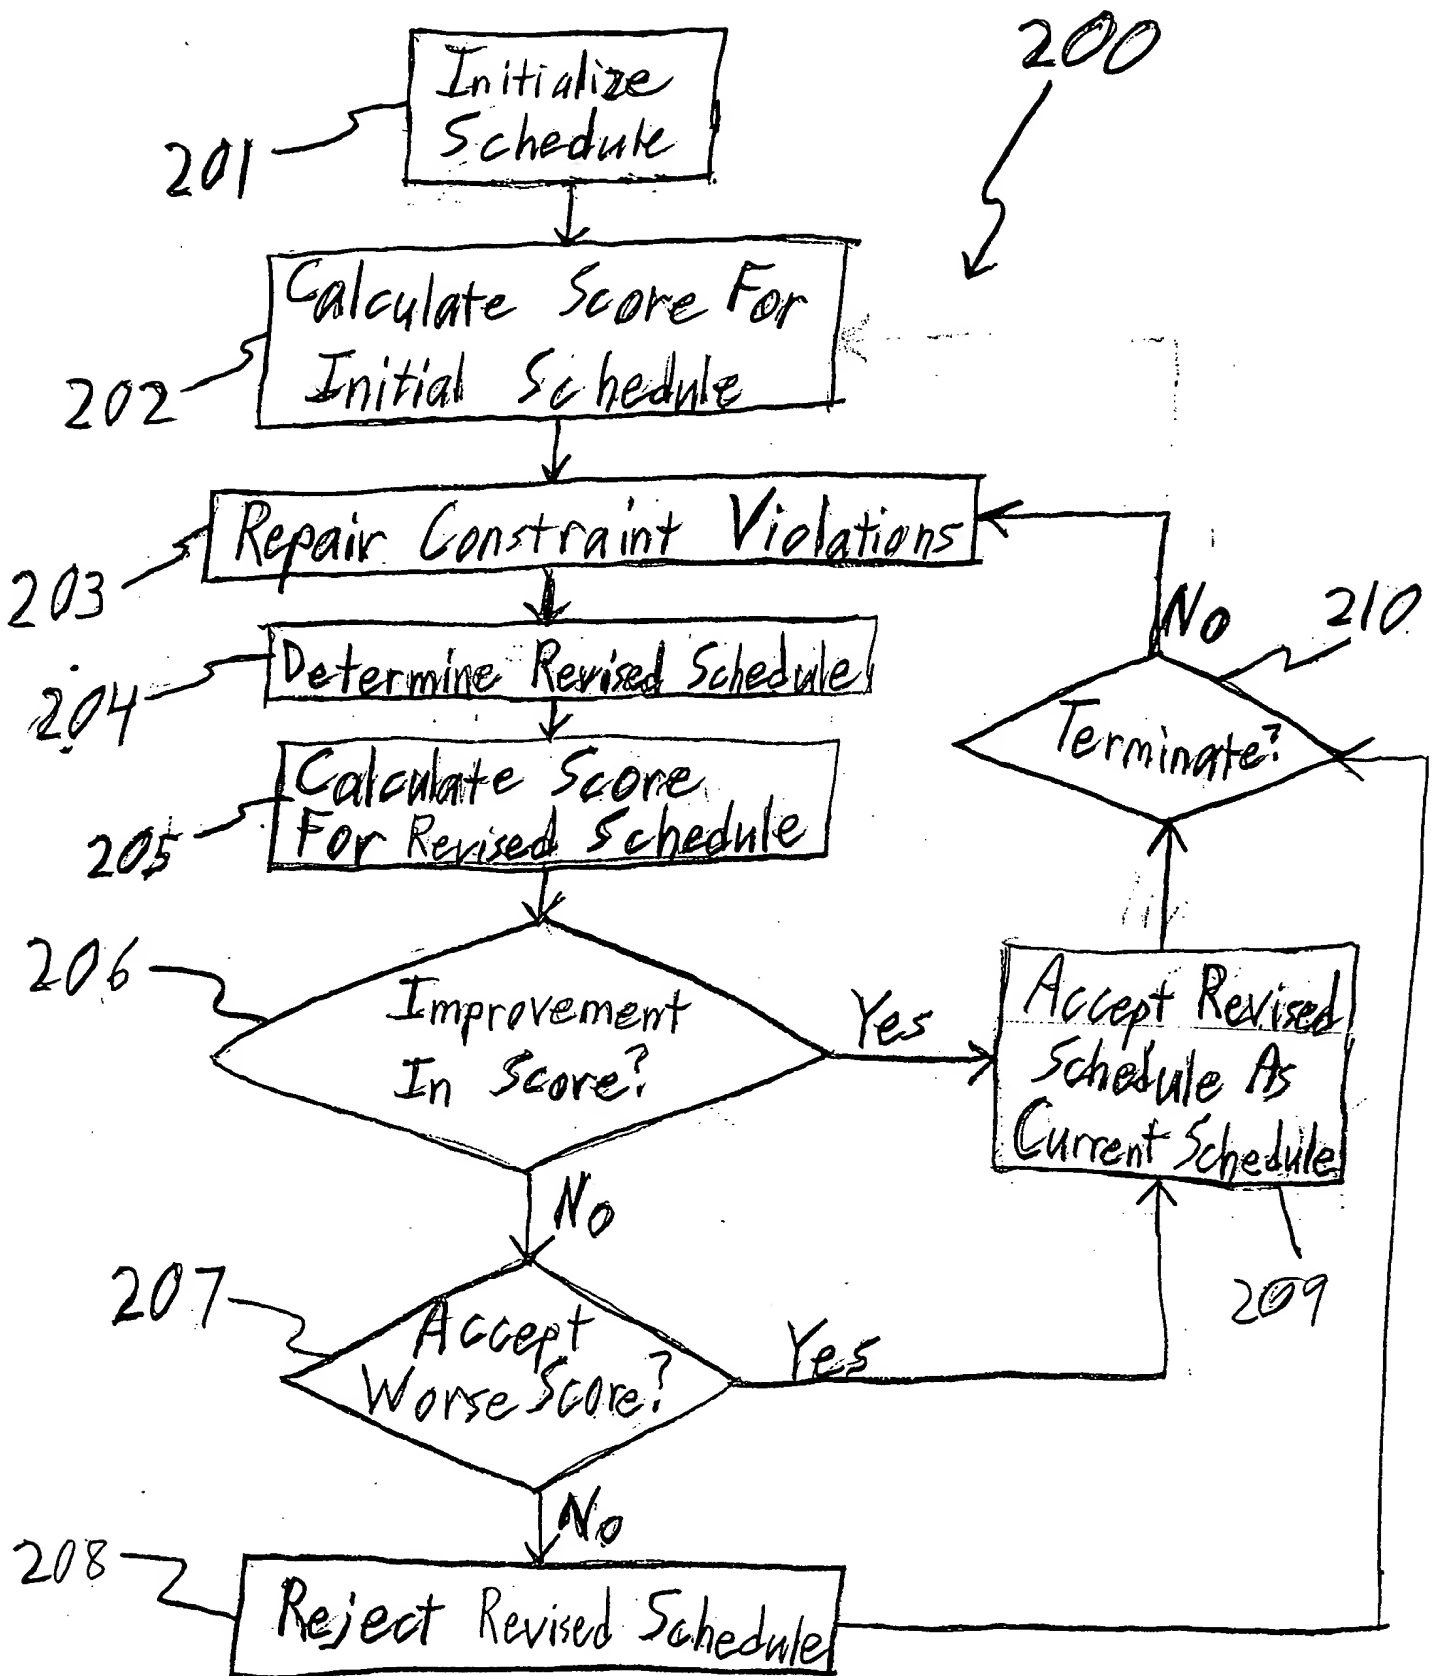 200
Initialize
Schedule
201
Calculate Score For
Initial Schedule
202
Repair Constraint Violations
203
No
210
Determine Revised Schedule
204
Terminate?
Calculate Score
For Revised Schedule
205
206
Improvement
In Score?
Yes
Accept Revised
Schedule As
Current Schedule
No
209
207
Accept
Worse Score?
Yes
No
208
Reject Revised Schedule